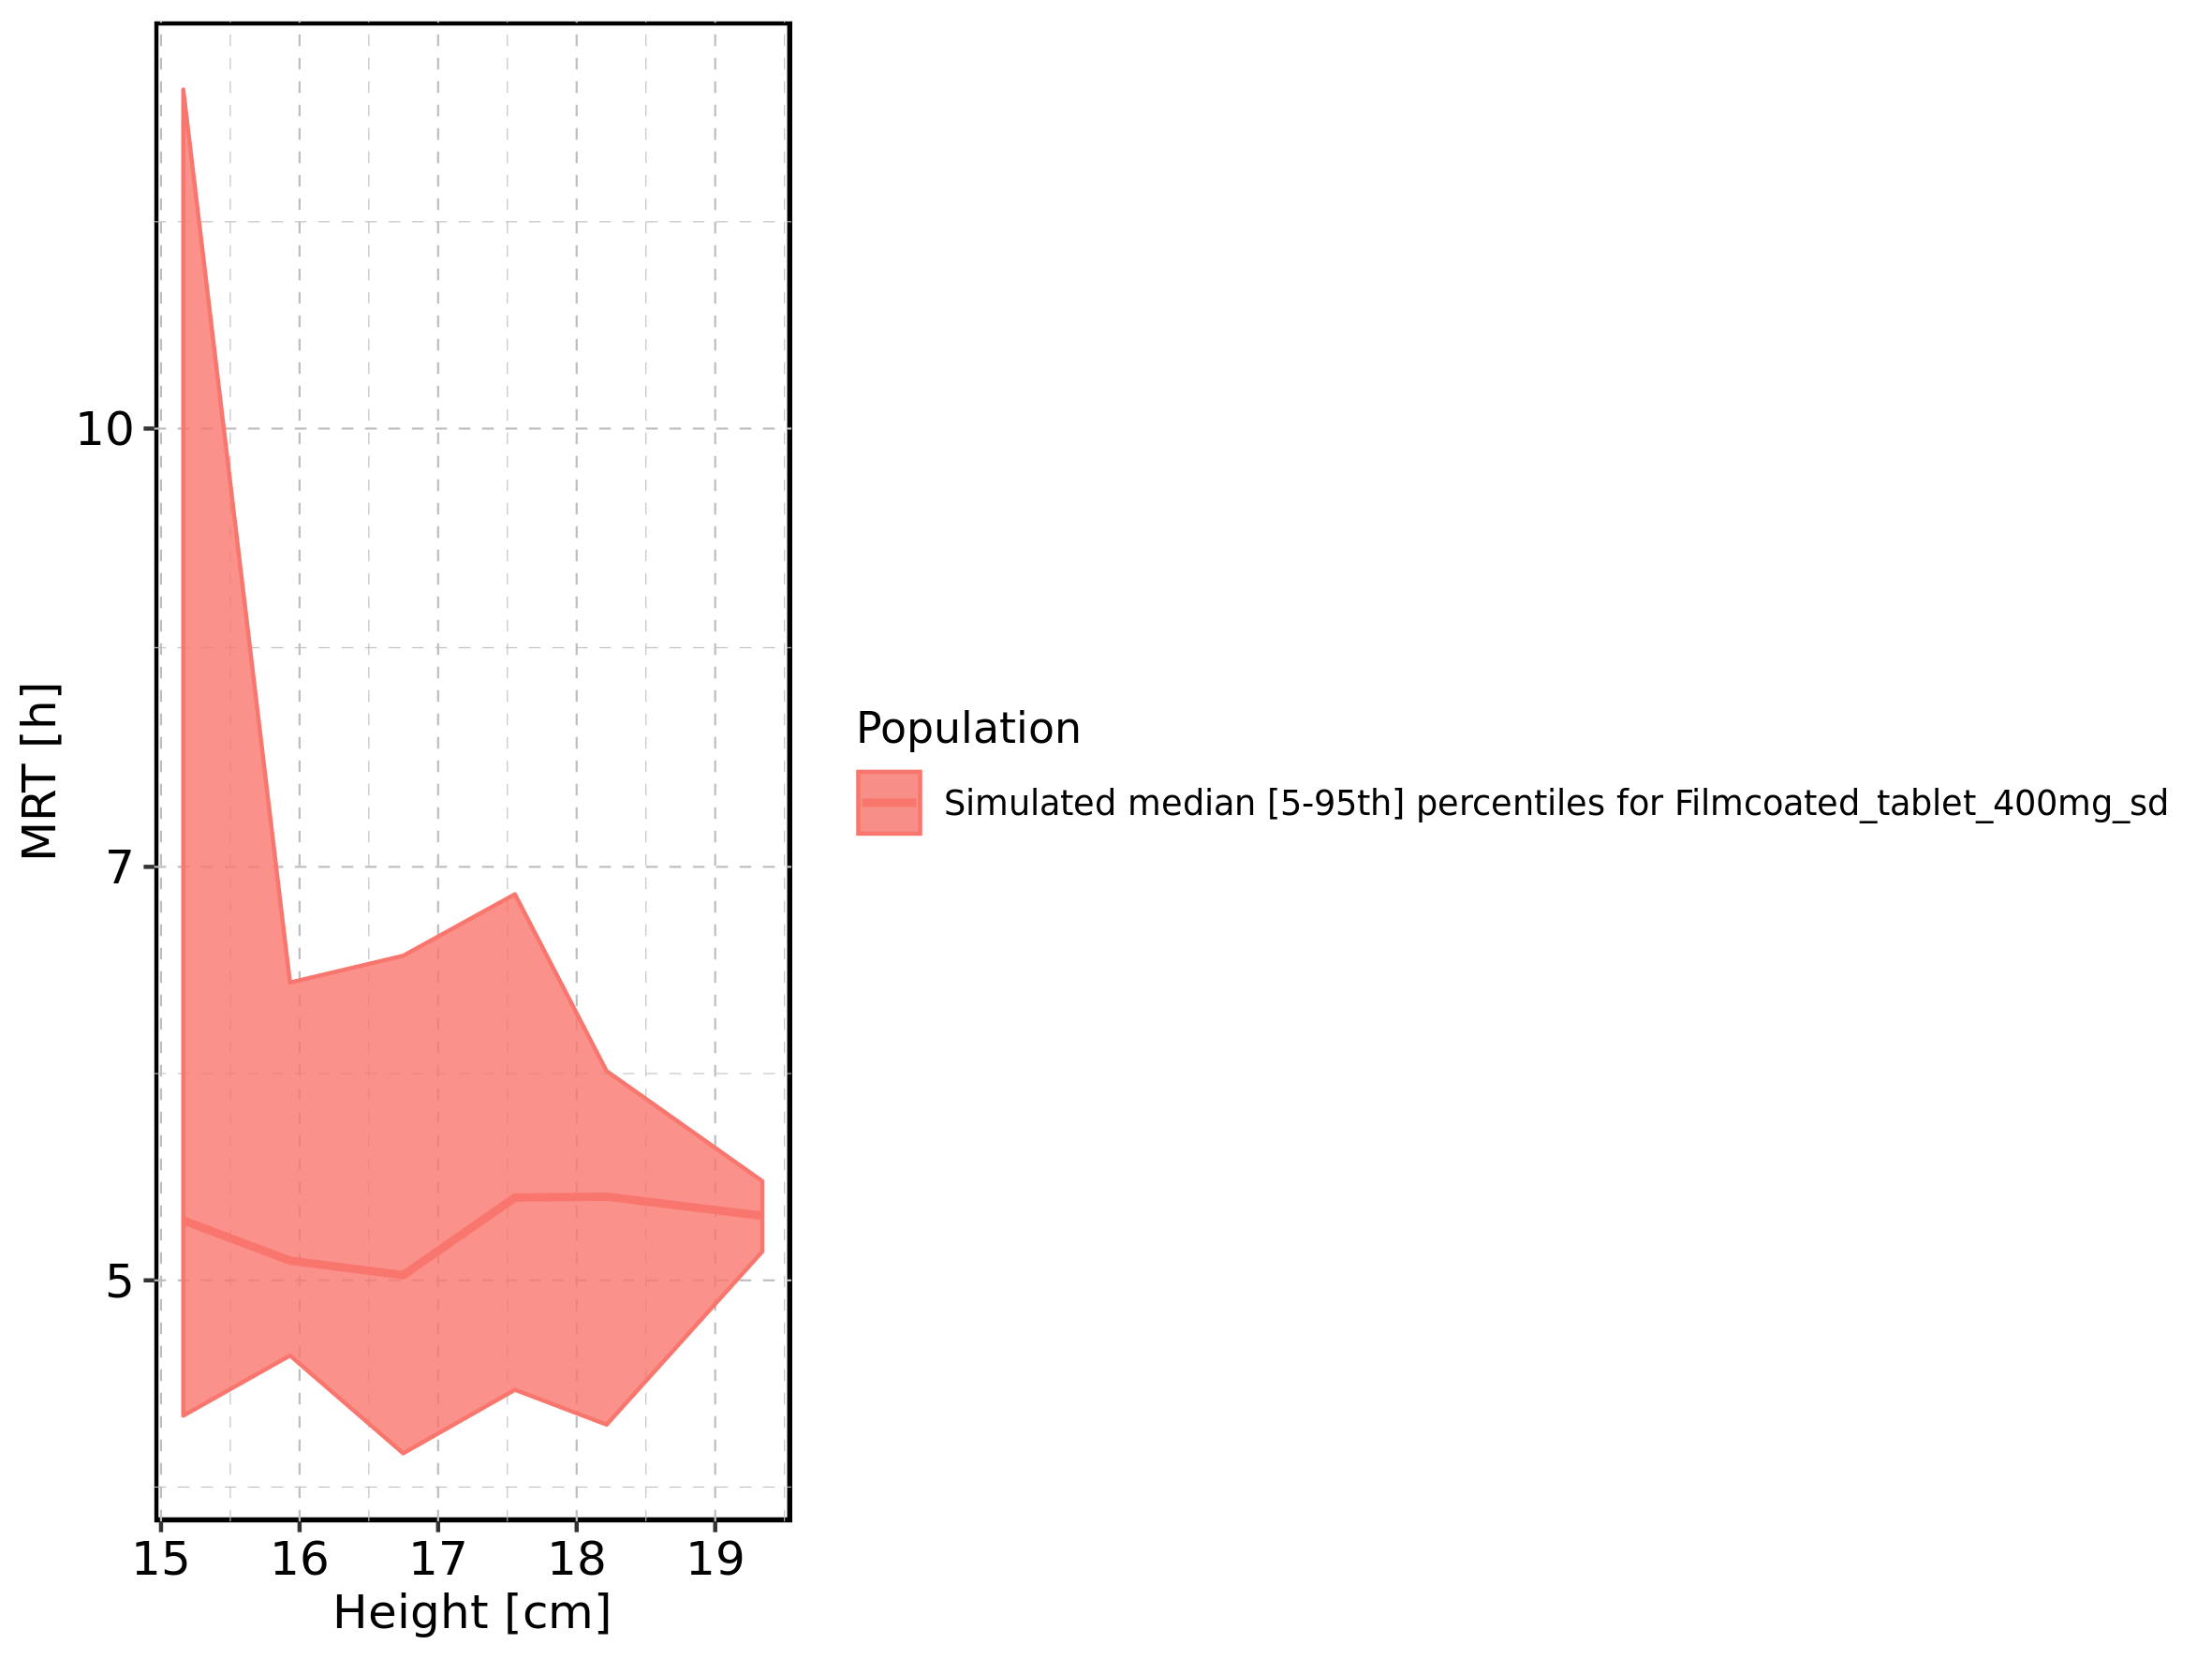 MRT [h]
10
7
5
15 16 17 18 19
Height [cm]
Population
Simulated median [5-95th] percentiles for Filmcoated_tablet_400mg_sd